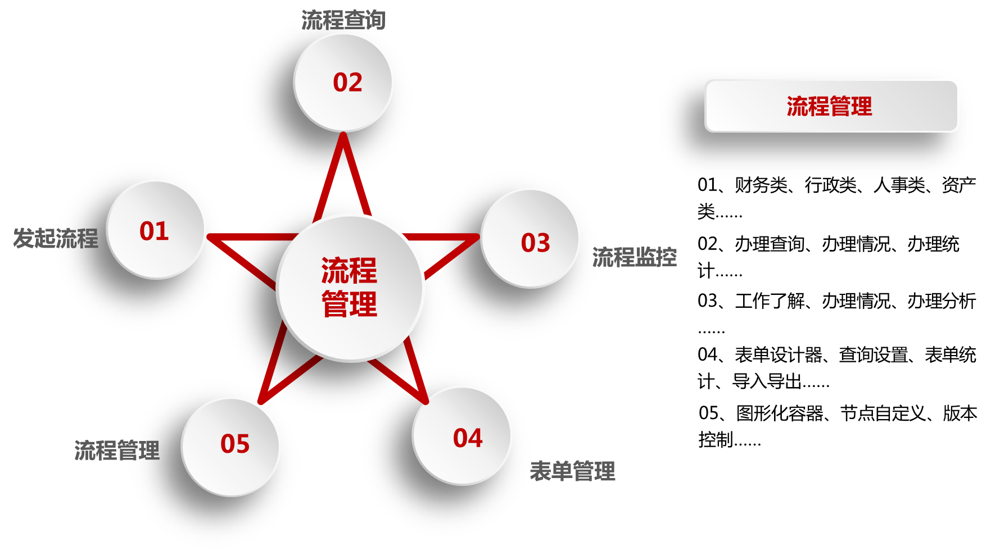 流程查询
02
发起流程
01
03
流程监控
流程
管理
05
流程管理
04
表单管理
流程管理
01、财务类、行政类、人事类、资产
类……
02、办理查询、办理情况、办理统
计……
03、工作了解、办理情况、办理分析
……
04、表单设计器、查询设置、表单统
计、导入导出……
05、图形化容器、节点自定义、版本
控制……